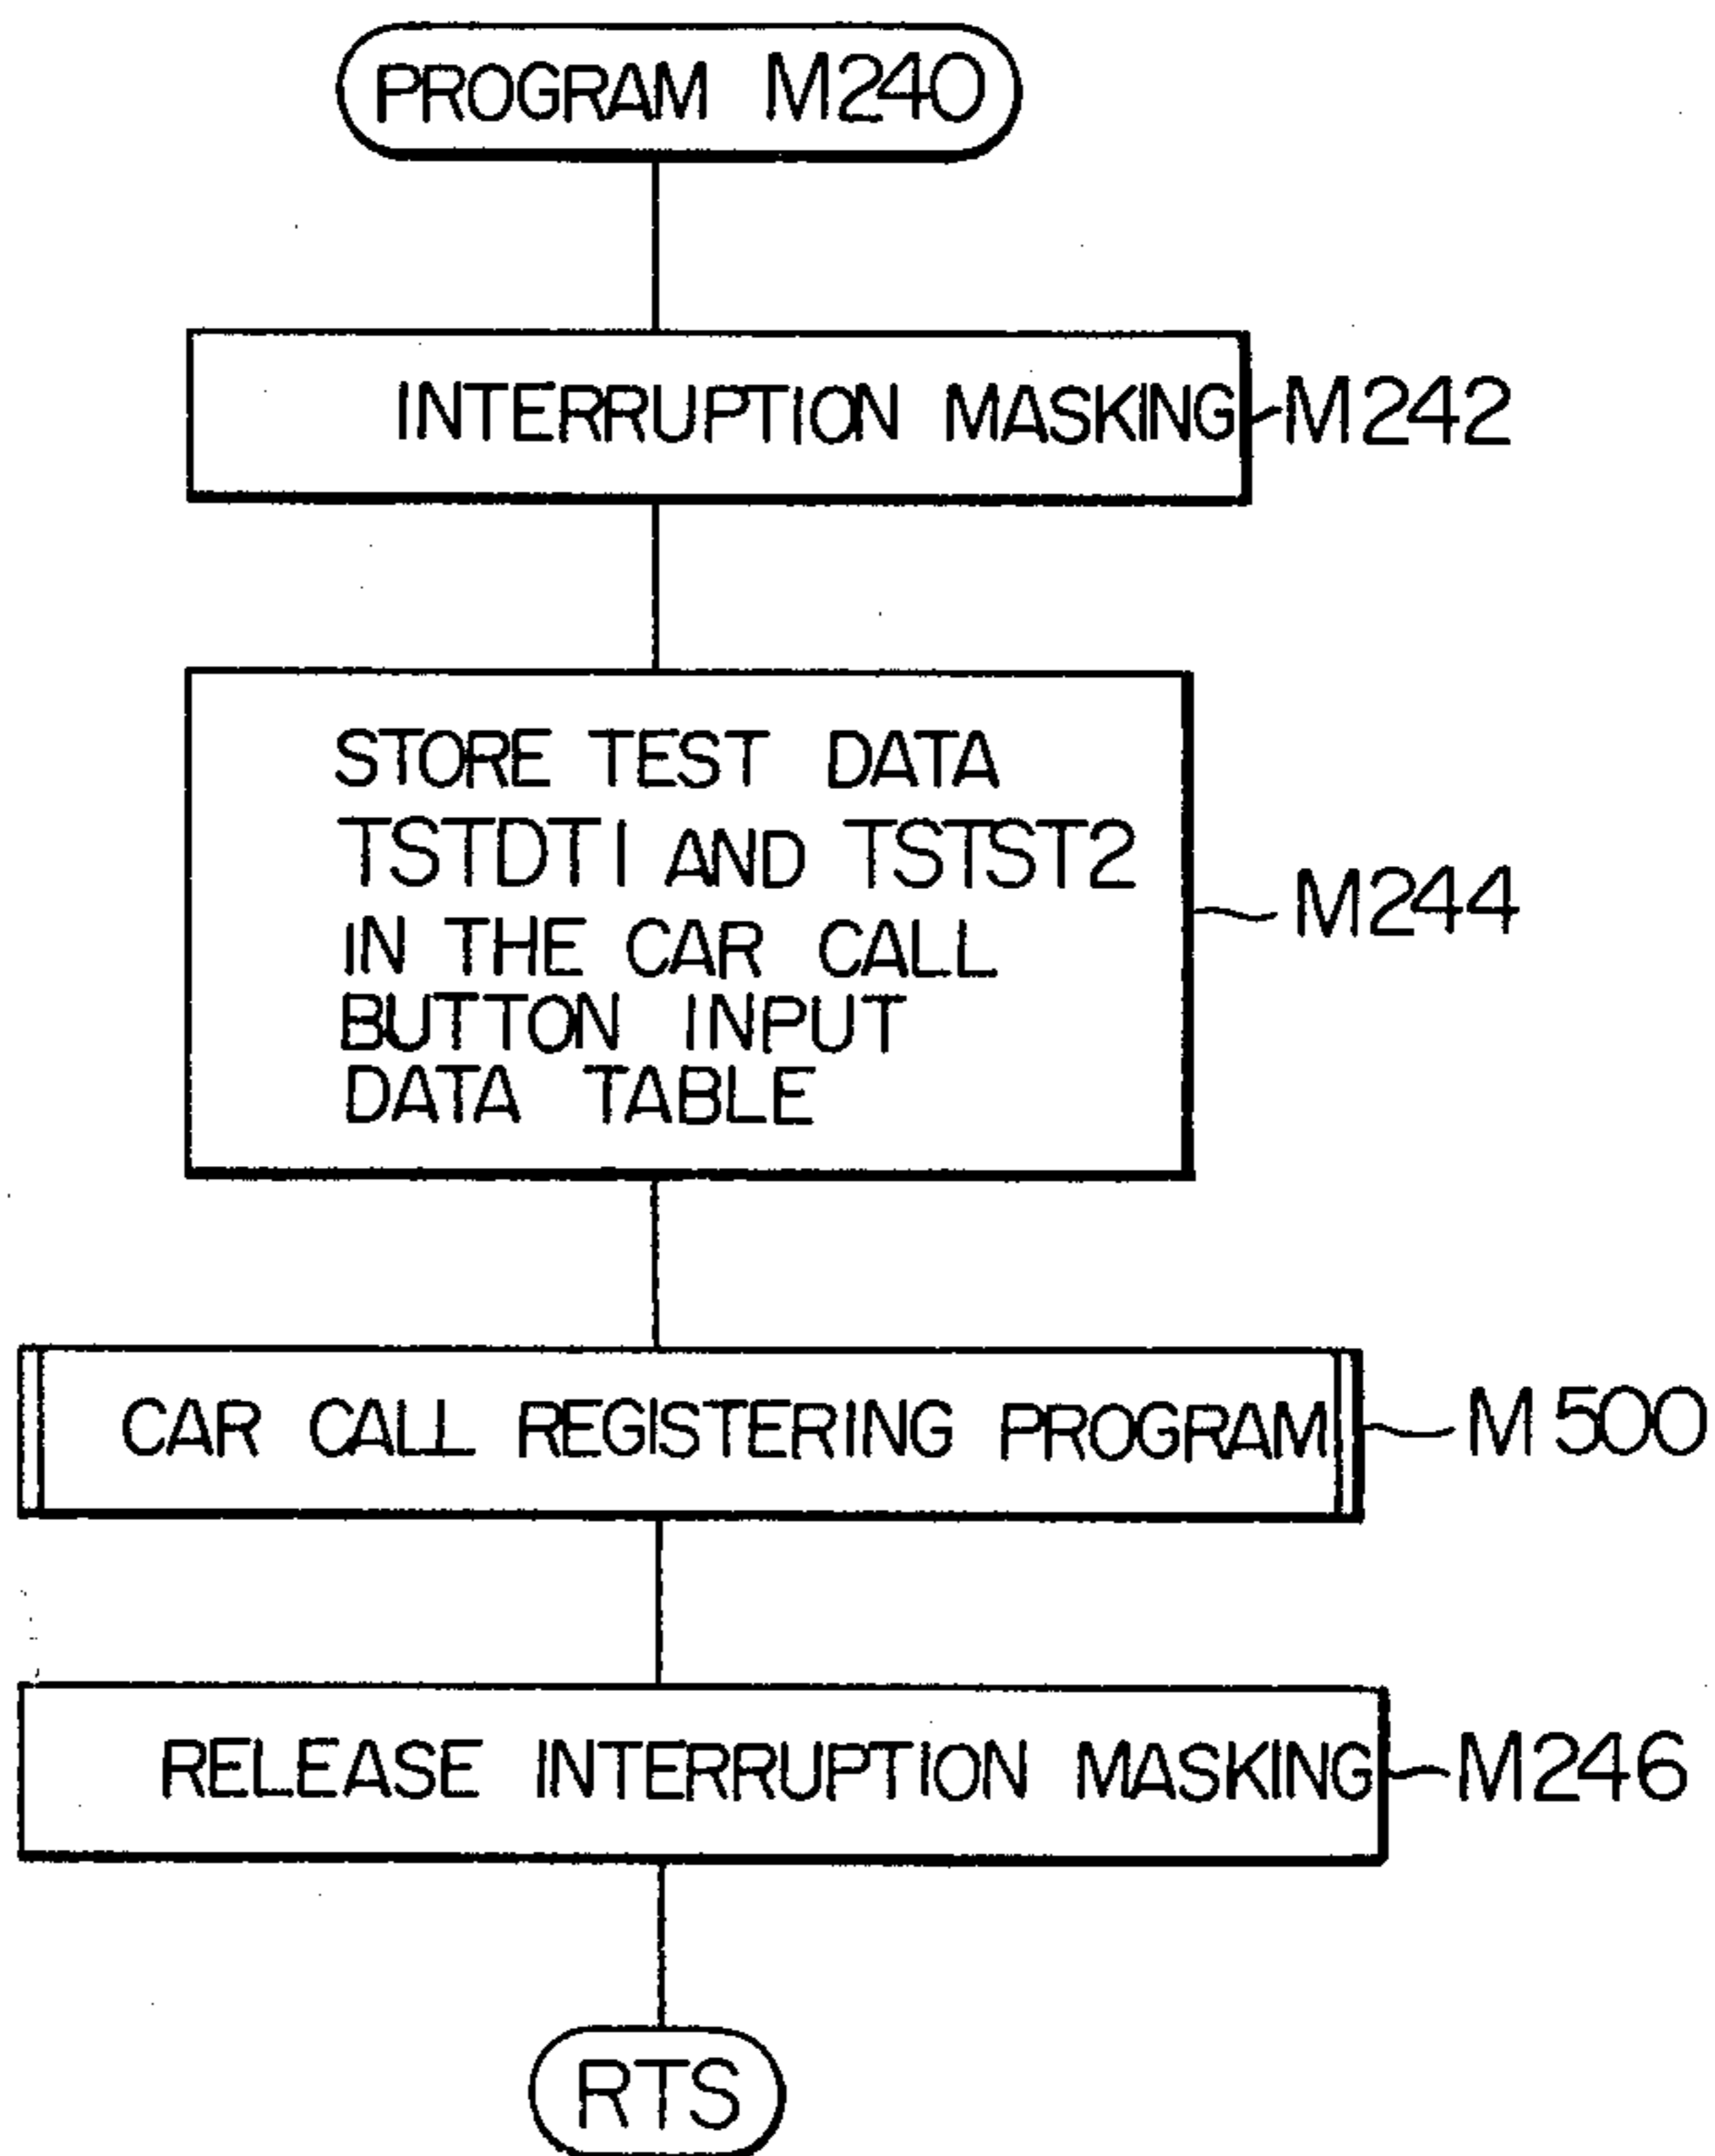 PROGRAM M240
INTERRUPTION MASKING
M242
STORE TEST DATA
TSTDT1 AND TSTST2
IN THE CAR CALL
BUTTON INPUT
DATA TABLE
M244
CAR CALL REGISTERING PROGRAM
M500
RELEASE INTERRUPTION MASKING
M246
RTS